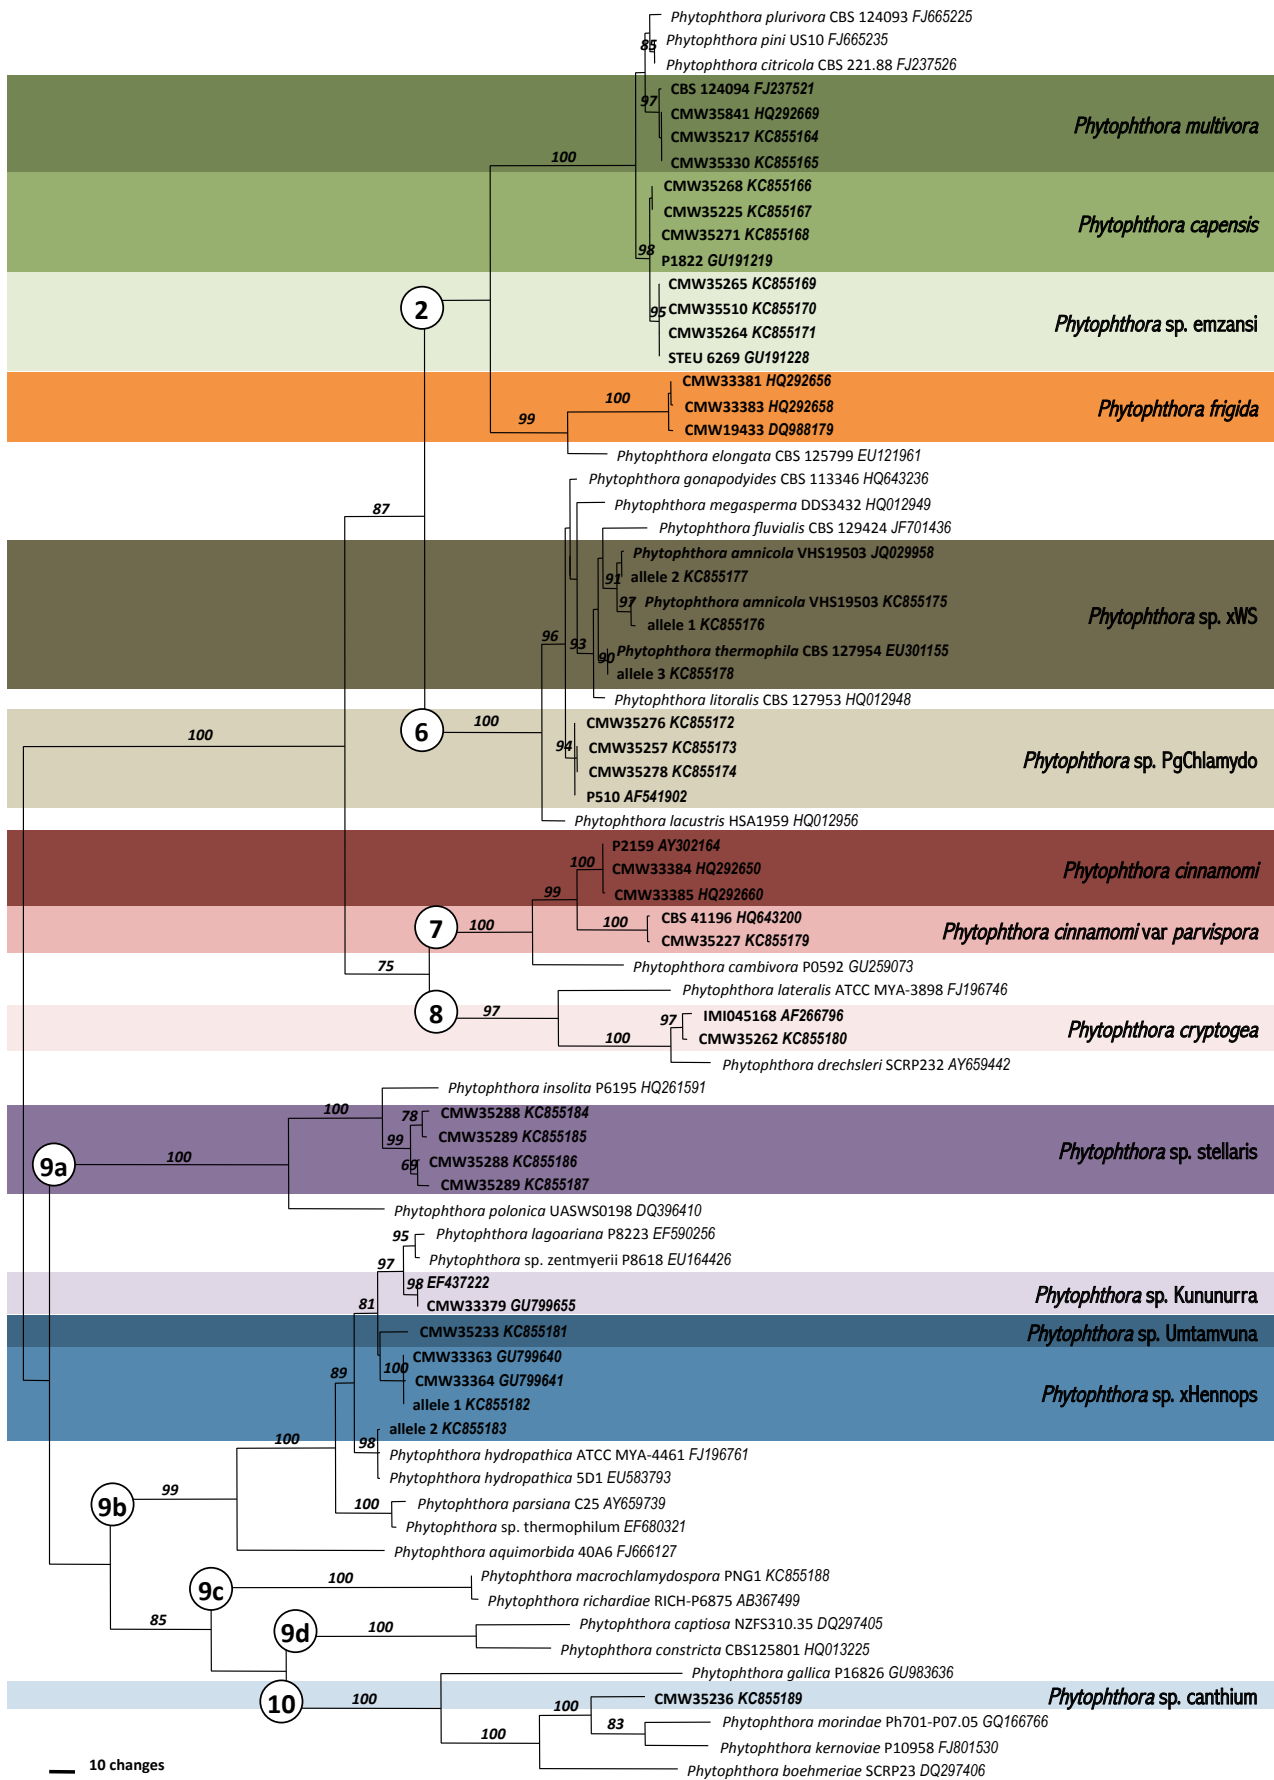 Phytophthora plurivora CBS 124093 FJ665225
85
Phytophthora pini US10 FJ665235
Phytophthora citricola CBS 221.88 FJ237526
CBS 124094 FJ237521
97
CMW35841 HQ292669
Phytophthora multivora
CMW35217 KC855164
100
CMW35330 KC855165
CMW35268 KC855166
CMW35225 KC855167
Phytophthora capensis
CMW35271 KC855168
98
P1822 GU191219
CMW35265 KC855169
2
95
CMW35510 KC855170
Phytophthora sp. emzansi
CMW35264 KC855171
STEU 6269 GU191228
CMW33381 HQ292656
100
CMW33383 HQ292658
Phytophthora frigida
99
CMW19433 DQ988179
Phytophthora elongata CBS 125799 EU121961
Phytophthora gonapodyides CBS 113346 HQ643236
Phytophthora megasperma DDS3432 HQ012949
87
Phytophthora fluvialis CBS 129424 JF701436
Phytophthora amnicola VHS19503 JQ029958
91
allele 2 KC855177
97
Phytophthora amnicola VHS19503 KC855175
Phytophthora sp. xWS
allele 1 KC855176
96
93
90
Phytophthora thermophila CBS 127954 EU301155
allele 3 KC855178
Phytophthora litoralis CBS 127953 HQ012948
6
100
CMW35276 KC855172
100
94
CMW35257 KC855173
Phytophthora sp. PgChlamydo
CMW35278 KC855174
P510 AF541902
Phytophthora lacustris HSA1959 HQ012956
P2159 AY302164
100
CMW33384 HQ292650
Phytophthora cinnamomi
99
CMW33385 HQ292660
7
100
100
CBS 41196 HQ643200
Phytophthora cinnamomi var parvispora
CMW35227 KC855179
75
Phytophthora cambivora P0592 GU259073
Phytophthora lateralis ATCC MYA-3898 FJ196746
8
97
97
IMI045168 AF266796
Phytophthora cryptogea
100
CMW35262 KC855180
Phytophthora drechsleri SCRP232 AY659442
Phytophthora insolita P6195 HQ261591
100
78
CMW35288 KC855184
99
CMW35289 KC855185
Phytophthora sp. stellaris
9a
100
69
CMW35288 KC855186
CMW35289 KC855187
Phytophthora polonica UASWS0198 DQ396410
95
Phytophthora lagoariana P8223 EF590256
97
Phytophthora sp. zentmyerii P8618 EU164426
98
EF437222
Phytophthora sp. Kununurra
81
CMW33379 GU799655
CMW35233 KC855181
Phytophthora sp. Umtamvuna
CMW33363 GU799640
89
100
CMW33364 GU799641
Phytophthora sp. xHennops
allele 1 KC855182
allele 2 KC855183
100
98
Phytophthora hydropathica ATCC MYA-4461 FJ196761
Phytophthora hydropathica 5D1 EU583793
9b
99
100
Phytophthora parsiana C25 AY659739
Phytophthora sp. thermophilum EF680321
Phytophthora aquimorbida 40A6 FJ666127
9c
100
Phytophthora macrochlamydospora PNG1 KC855188
Phytophthora richardiae RICH-P6875 AB367499
85
9d
100
Phytophthora captiosa NZFS310.35 DQ297405
Phytophthora constricta CBS125801 HQ013225
Phytophthora gallica P16826 GU983636
10
100
100
CMW35236 KC855189
Phytophthora sp. canthium
83
Phytophthora morindae Ph701-P07.05 GQ166766
100
Phytophthora kernoviae P10958 FJ801530
10 changes
Phytophthora boehmeriae SCRP23 DQ297406